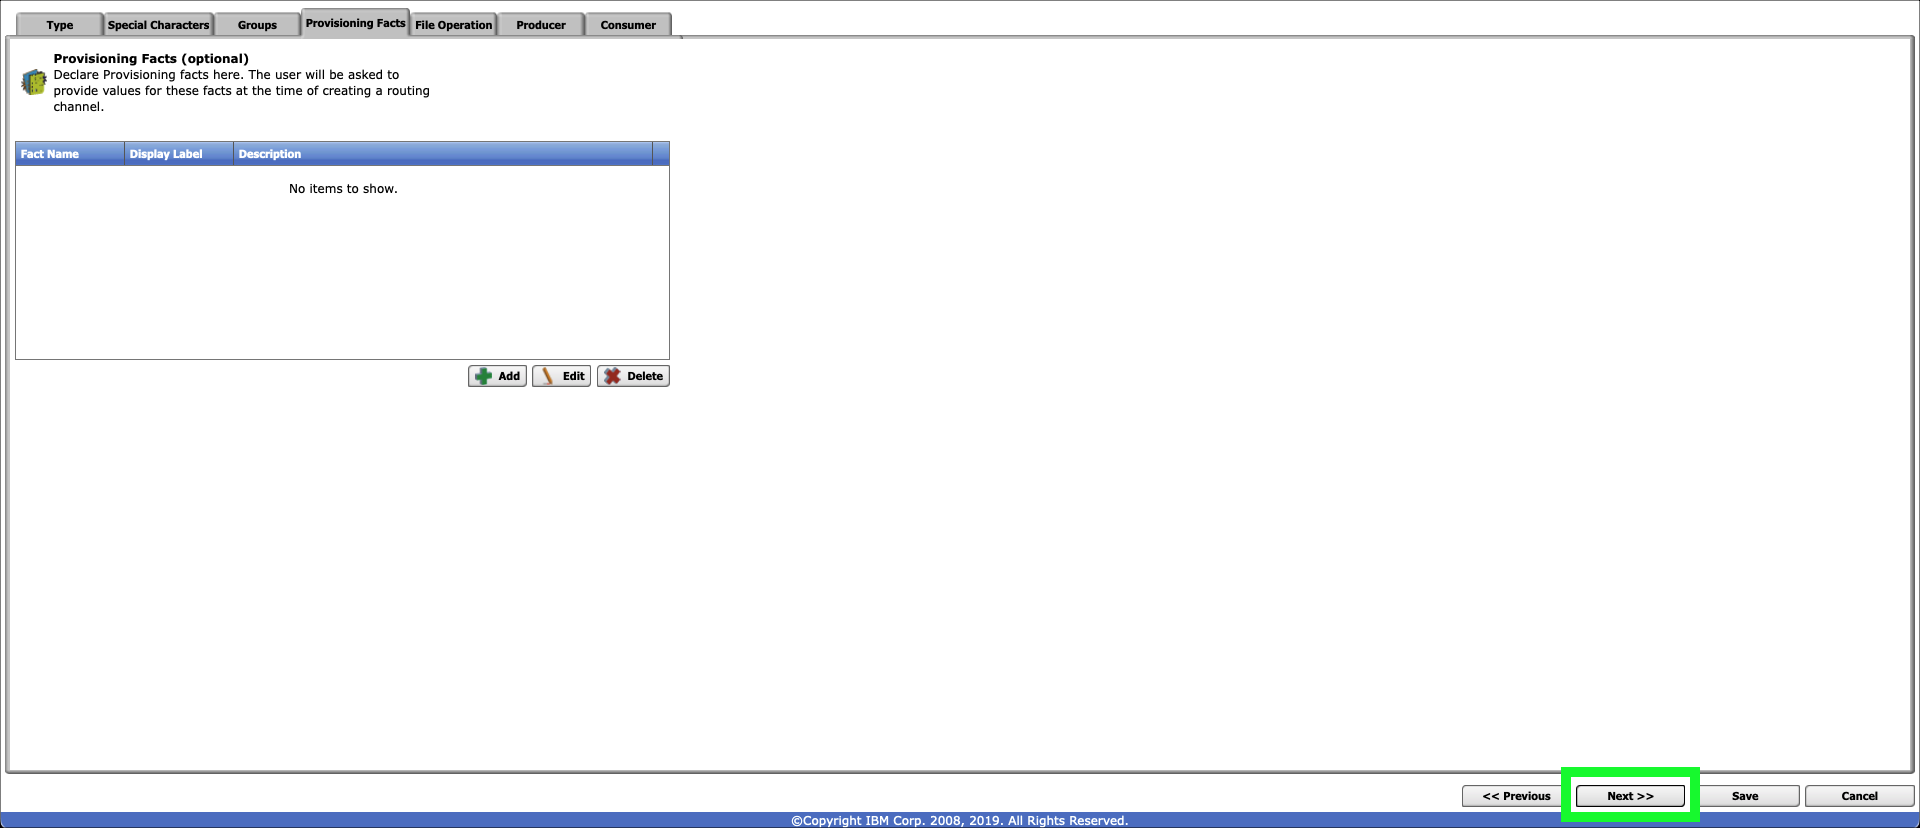 Type Special Characters Groups Provisioning Facts File Operation Producer Consumer
Provisioning Facts (optional)
Declare Provisioning facts here. The user will be asked to
provide values for these facts at the time of creating a routing
channel.
Fact Name Display Label Description
No items to show.
Add Edit Delete
<< Previous Next >> Save Cancel
©Copyright IBM Corp. 2008, 2019. All Rights Reserved.